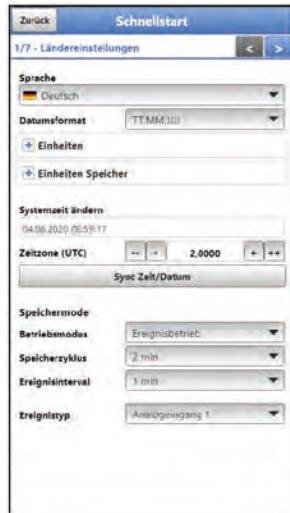 Zurück Schnellstart
1/7 - Ländereinstellungen < >
Sprache
Deutsch
Datumsformat TT.MM.JJJJ
+ Einheiten
+ Einheiten Speicher
Systemzeit ändern
04.08.2020 08:59:17
Zeitzone (UTC) -- - 2,0000 + ++
Sync Zeit/Datum
Speichermode
Betriebsmodus Ereignisbetrieb
Speicherzyklus 2 min
Ereignisinterval 1 min
Ereignistyp Analogeingang 1